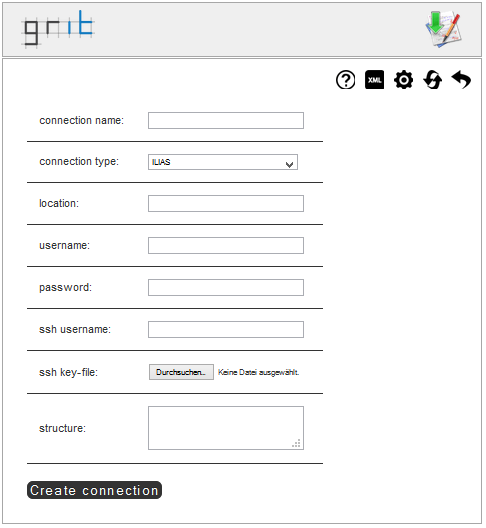 grit
XML
connection name:
connection type: ILIAS
location:
username:
password:
ssh username:
ssh key-file: Durchsuchen.. Keine Datei ausgewählt.
structure:
Create connection